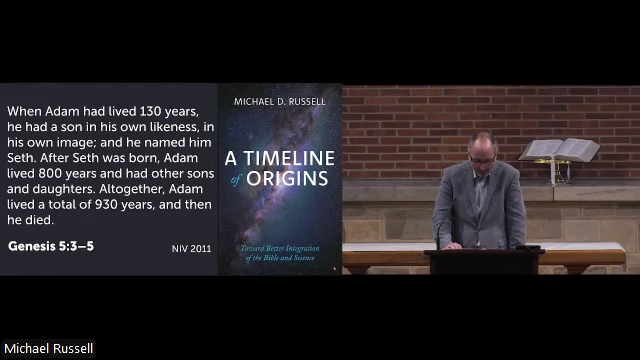 When Adam had lived 130 years,
he had a son in his own likeness, in
his own image; and he named him
Seth. After Seth was born, Adam
lived 800 years and had other sons
and daughters. Altogether, Adam
lived a total of 930 years, and then
he died.
Genesis 5:3–5
NIV 2011
MICHAEL D. RUSSELL
A TIMELINE
of ORIGINS
Toward Better Integration
of the Bible and Science
Michael Russell